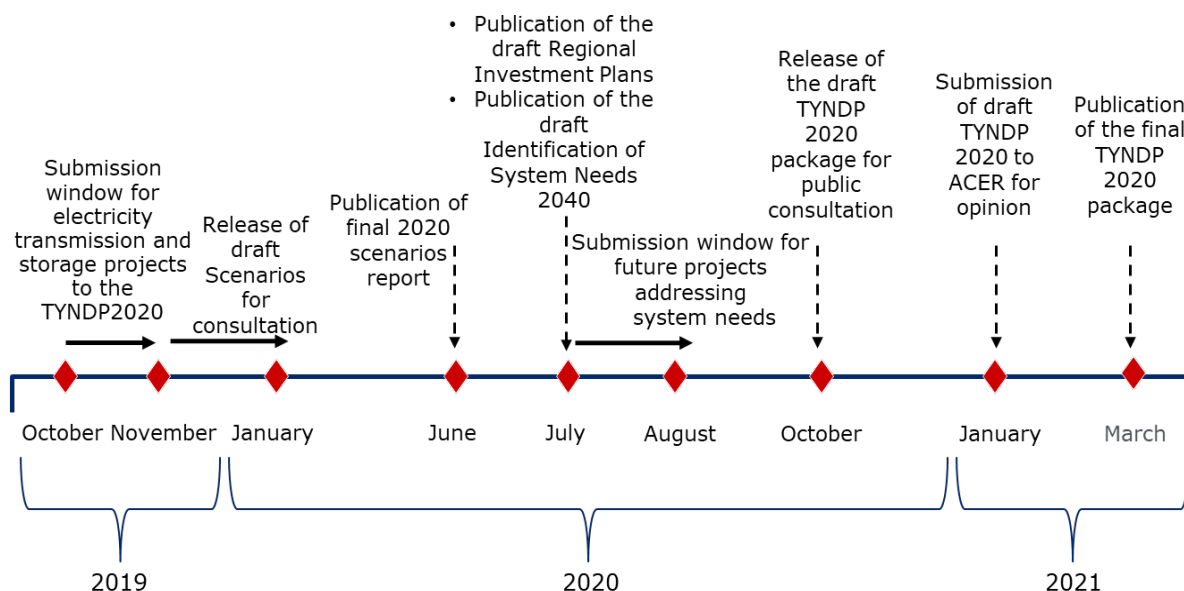 Submission
window for
electricity
transmission and
storage projects
to the
TYNDP2020
Release of
draft
Scenarios
for
consultation
Publication of
final 2020
scenarios
report
• Publication of the
draft Regional
Investment Plans
• Publication of the
draft
Identification of
System Needs
2040
Submission window for
future projects
addressing
system needs
Release of
the draft
TYNDP
2020
package for
public
consultation
Submission
of draft
TYNDP
2020 to
ACER for
opinion
Publication
of the final
TYNDP
2020
package
October November January June July August October January March
2019 2020 2021